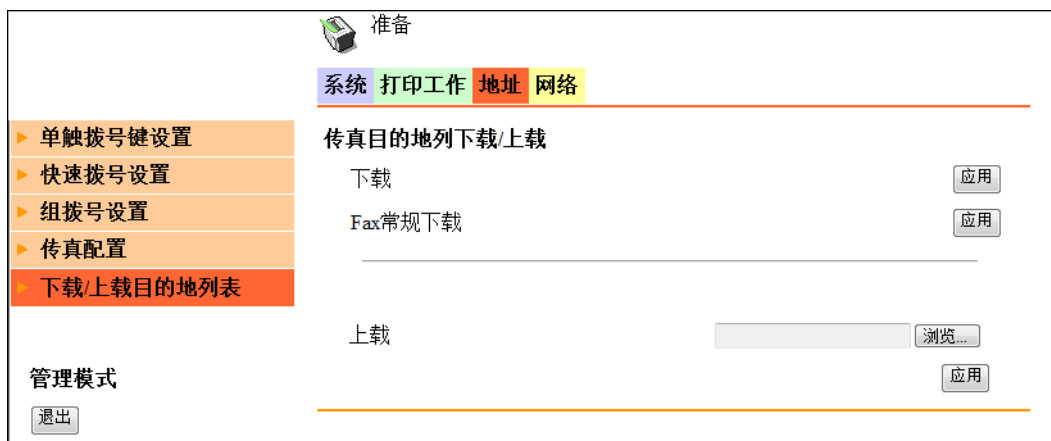 准备
系统 打印工作 地址 网络
单触拨号键设置
快速拨号设置
组拨号设置
传真配置
下载/上载目的地列表
管理模式
退出
传真目的地列下载/上载
下载 应用
Fax常规下载 应用
上载 浏览...
应用